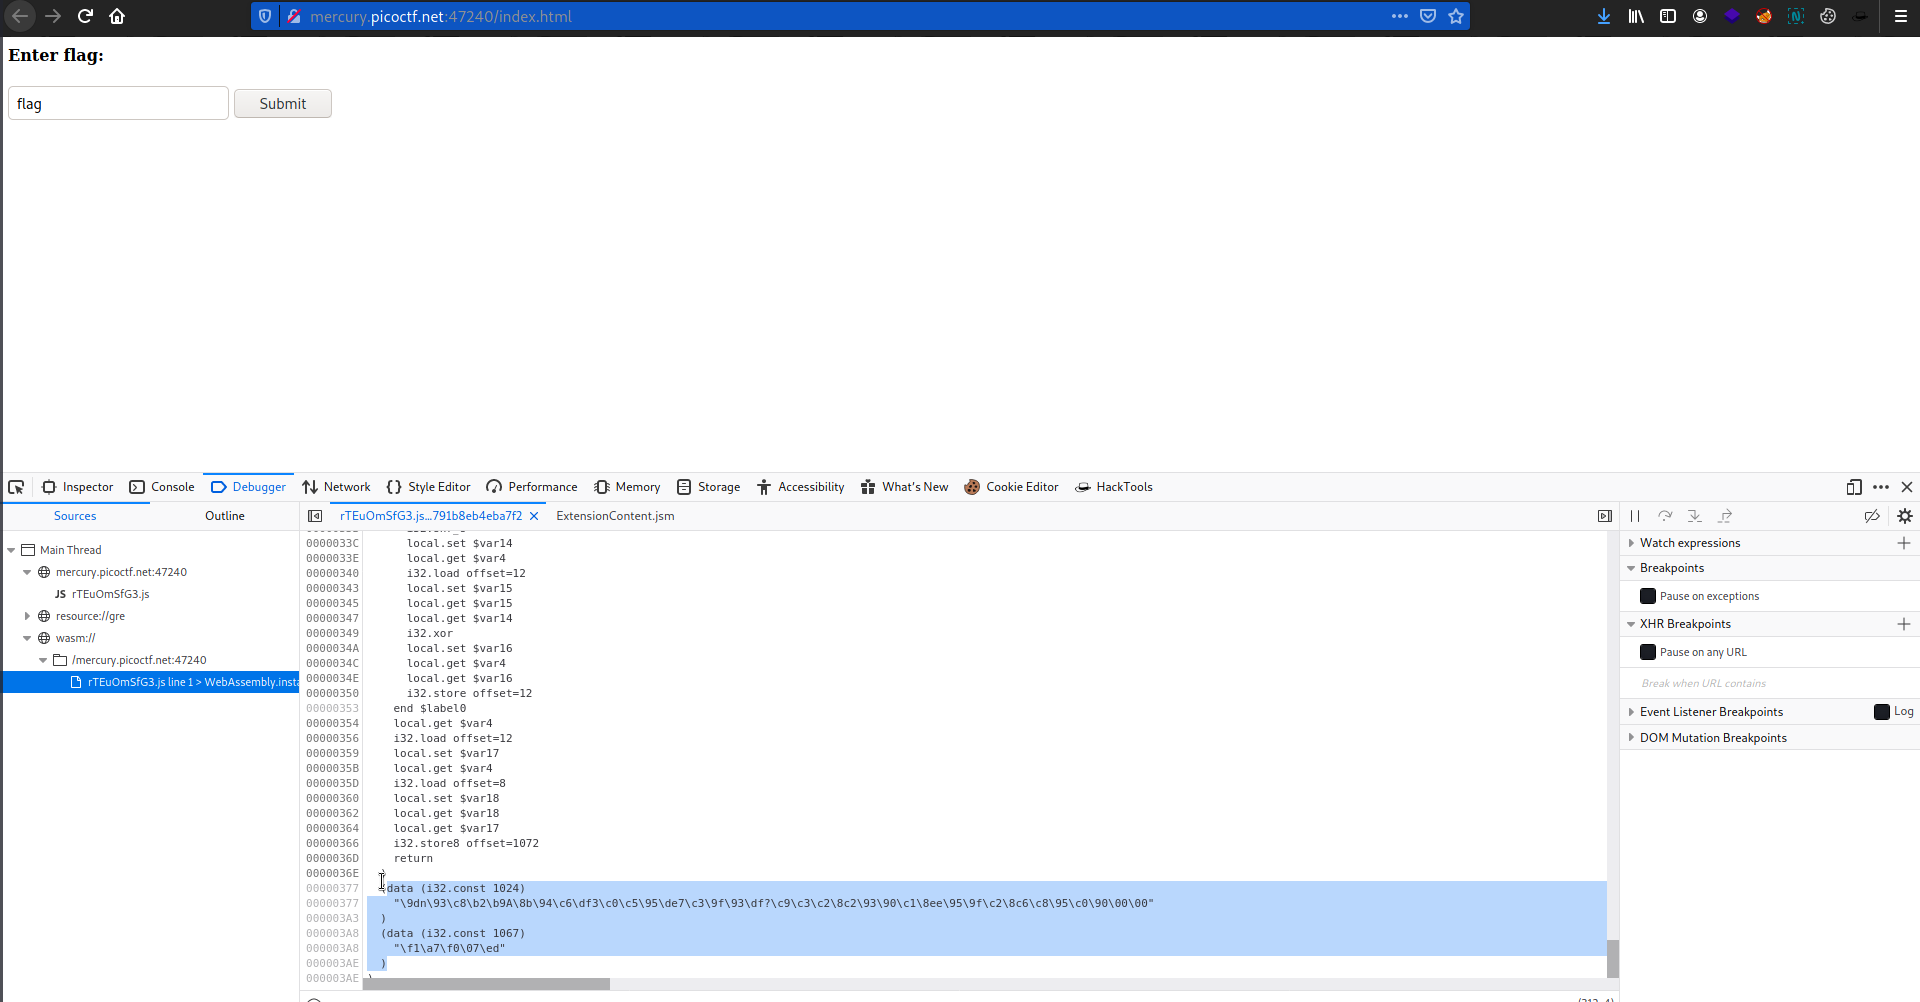 mercury.picoctf.net:47240/index.html
Enter flag:
flag
Submit
Inspector Console Debugger Network Style Editor Performance Memory Storage Accessibility What's New Cookie Editor HackTools
Sources Outline
rTEuOmSfG3.js…791b8eb4eba7f2 ExtensionContent.jsm
Main Thread
mercury.picoctf.net:47240
JS rTEuOmSfG3.js
resource://gre
wasm://
/mercury.picoctf.net:47240
rTEuOmSfG3.js line 1 > WebAssembly.insta
0000033C local.set $var14
0000033E local.get $var4
00000340 i32.load offset=12
00000343 local.set $var15
00000345 local.get $var15
00000347 local.get $var14
00000349 i32.xor
0000034A local.set $var16
0000034C local.get $var4
0000034E local.get $var16
00000350 i32.store offset=12
00000353 end $label0
00000354 local.get $var4
00000356 i32.load offset=12
00000359 local.set $var17
0000035B local.get $var4
0000035D i32.load offset=8
00000360 local.set $var18
00000362 local.get $var18
00000364 local.get $var17
00000366 i32.store8 offset=1072
0000036D return
0000036E )
00000377 (data (i32.const 1024)
00000377 "\9dn\93\c8\b2\b9A\8b\94\c6\df3\c0\c5\95\de7\c3\9f\93\df?\c9\c3\c2\8c2\93\90\c1\8ee\95\9f\c2\8c6\c8\95\c0\90\00\00"
000003A3 )
000003A8 (data (i32.const 1067)
000003A8 "\f1\a7\f0\07\ed"
000003AE )
000003AE )
Watch expressions
Breakpoints
Pause on exceptions
XHR Breakpoints
Pause on any URL
Break when URL contains
Event Listener Breakpoints Log
DOM Mutation Breakpoints